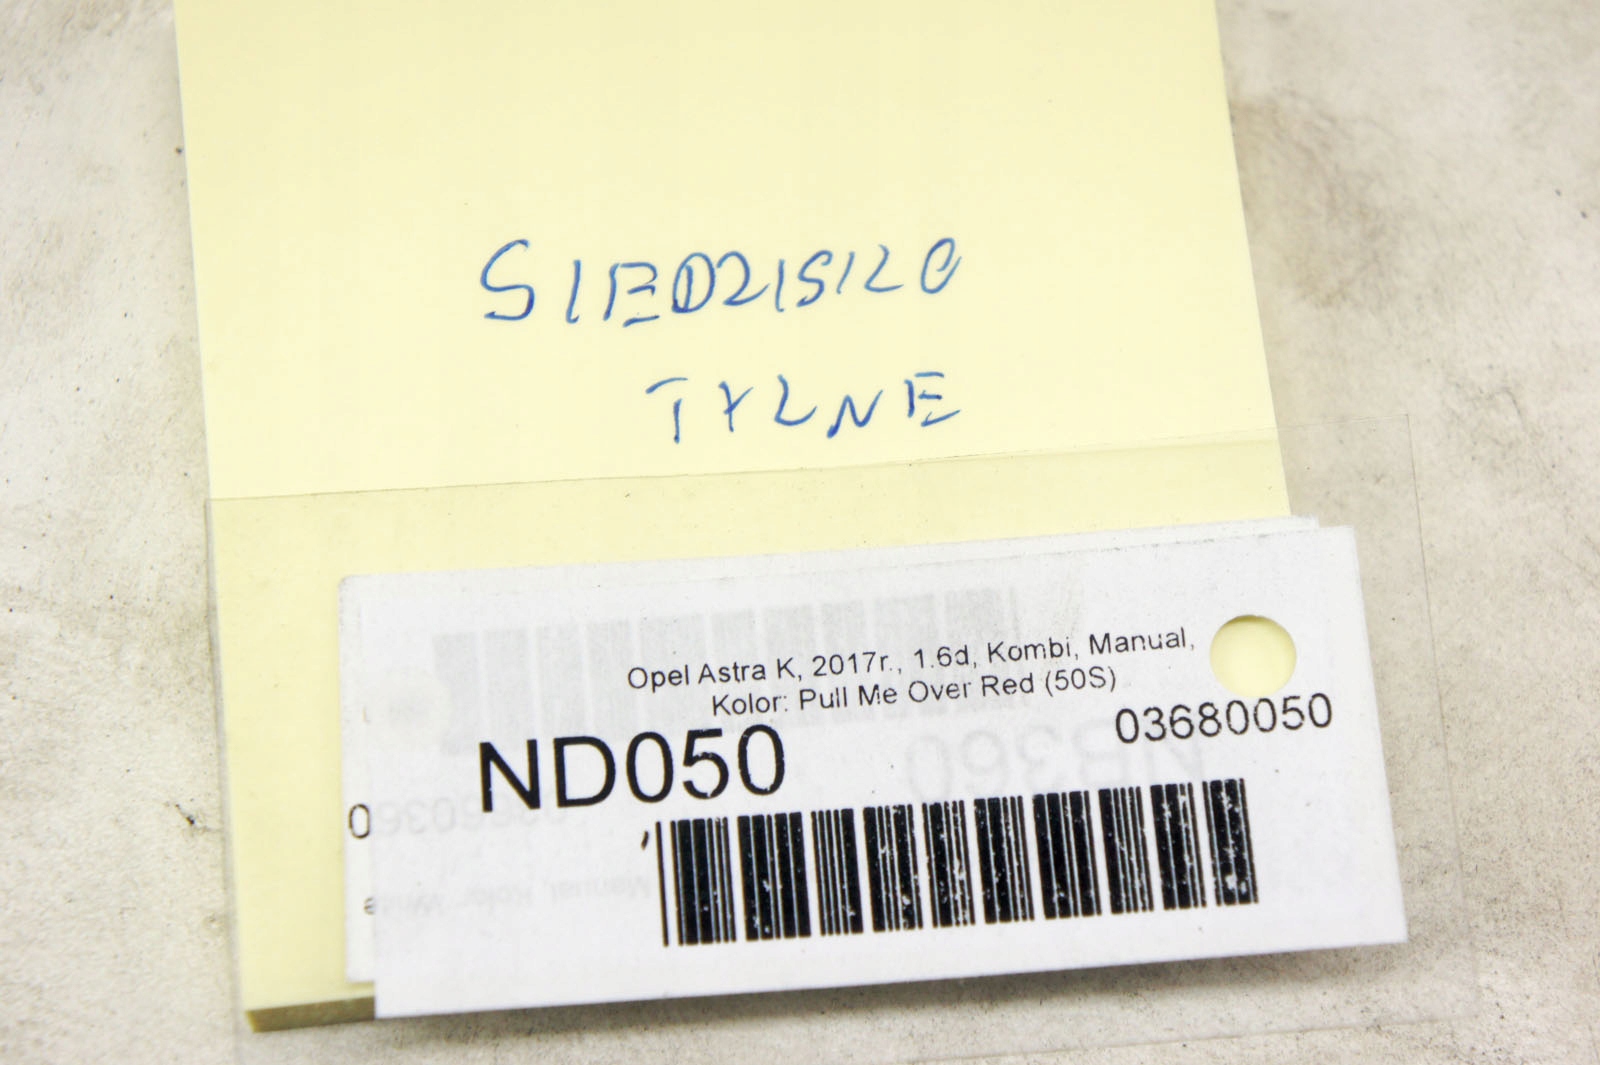 SIEDZISKO
TYLNE
Opel Astra K, 2017r., 1.6d, Kombi, Manual,
Kolor: Pull Me Over Red (50S)
03680050
ND050